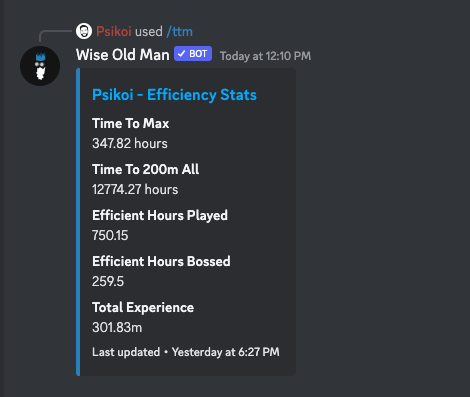 Psikoi used /ttm
Wise Old Man ✓ BOT Today at 12:10 PM
Psikoi - Efficiency Stats
Time To Max
347.82 hours
Time To 200m All
12774.27 hours
Efficient Hours Played
750.15
Efficient Hours Bossed
259.5
Total Experience
301.83m
Last updated • Yesterday at 6:27 PM